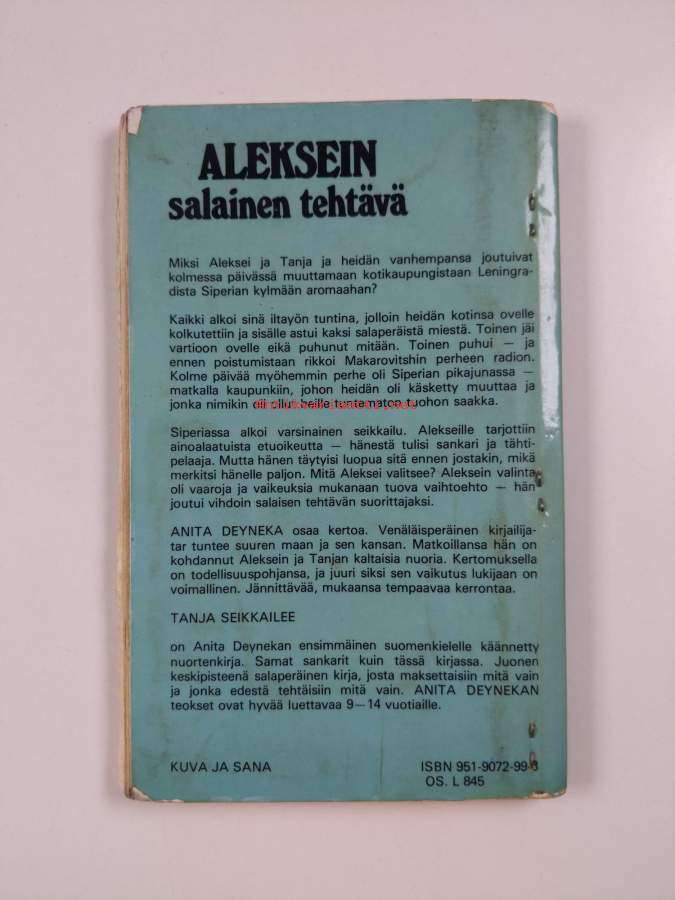 ALEKSEIN
salainen tehtävä
Miksi Aleksei ja Tanja ja heidän vanhempansa joutuivat
kolmessa päivässä muuttamaan kotikaupungistaan Leningra-
dista Siperian kylmään aromaahan?
Kaikki alkoi sinä iltayön tuntina, jolloin heidän kotinsa ovelle
kolkutettiin ja sisälle astui kaksi salaperäistä miestä. Toinen jäi
vartioon ovelle eikä puhunut mitään. Toinen puhui — ja
ennen poistumistaan rikkoi Makarovitshin perheen radion.
Kolme päivää myöhemmin perhe oli Siperian pikajunassa —
matkalla kaupunkiin, johon heidän oli käsketty muuttaa ja
jonka nimikin oli ollut heille tuntematon tuohon saakka.
Siperiassa alkoi varsinainen seikkailu. Alekseille tarjottiin
ainoalaatuista etuoikeutta — hänestä tulisi sankari ja tähti-
pelaaja. Mutta hänen täytyisi luopua sitä ennen jostakin, mikä
merkitsi hänelle paljon. Mitä Aleksei valitsee? Aleksein valinta
oli vaaroja ja vaikeuksia mukanaan tuova vaihtoehto — hän
joutui vihdoin salaisen tehtävän suorittajaksi.
ANITA DEYNEKA osaa kertoa. Venäläisperäinen kirjailija-
tar tuntee suuren maan ja sen kansan. Matkoillansa hän on
kohdannut Aleksein ja Tanjan kaltaisia nuoria. Kertomuksella
on todellisuuspohjansa, ja juuri siksi sen vaikutus lukijaan on
voimallinen. Jännittävää, mukaansa tempaavaa kerrontaa.
TANJA SEIKKAILEE
on Anita Deynekan ensimmäinen suomenkielelle käännetty
nuortenkirja. Samat sankarit kuin tässä kirjassa. Juonen
keskipisteenä salaperäinen kirja, josta maksettaisiin mitä vain
ja jonka edestä tehtäisiin mitä vain. ANITA DEYNEKAN
teokset ovat hyvää luettavaa 9—14 vuotiaille.
KUVA JA SANA
ISBN 951-9072-99-3
OS. L 845